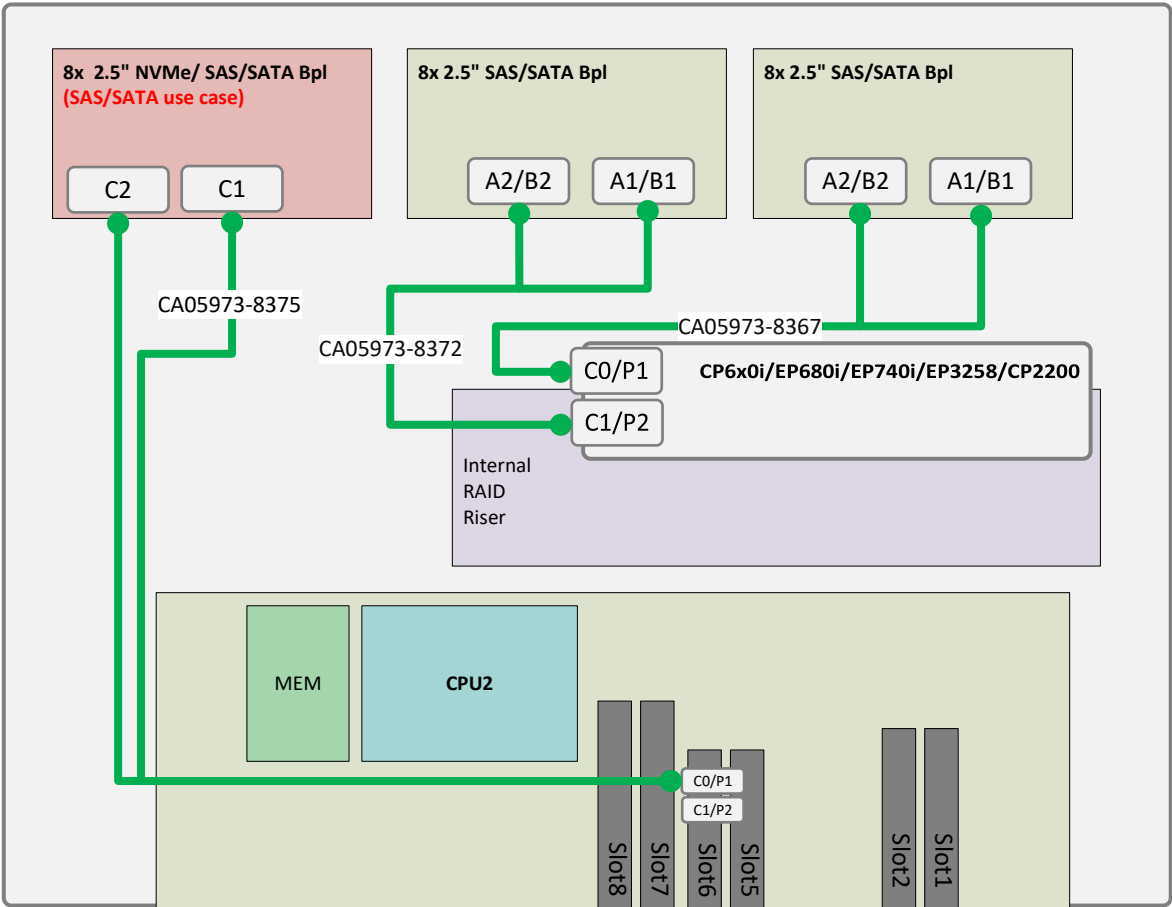 8x  2.5" NVMe/ SAS/SATA Bpl
(SAS/SATA use case)
C2
C1
8x 2.5" SAS/SATA Bpl
A2/B2
A1/B1
8x 2.5" SAS/SATA Bpl
A2/B2
A1/B1
CA05973-8375
CA05973-8372
CA05973-8367
C0/P1
CP6x0i/EP680i/EP740i/EP3258/CP2200
C1/P2
Internal
RAID
Riser
MEM
CPU2
C0/P1
C1/P2
Slot8
Slot7
Slot6
Slot5
Slot2
Slot1